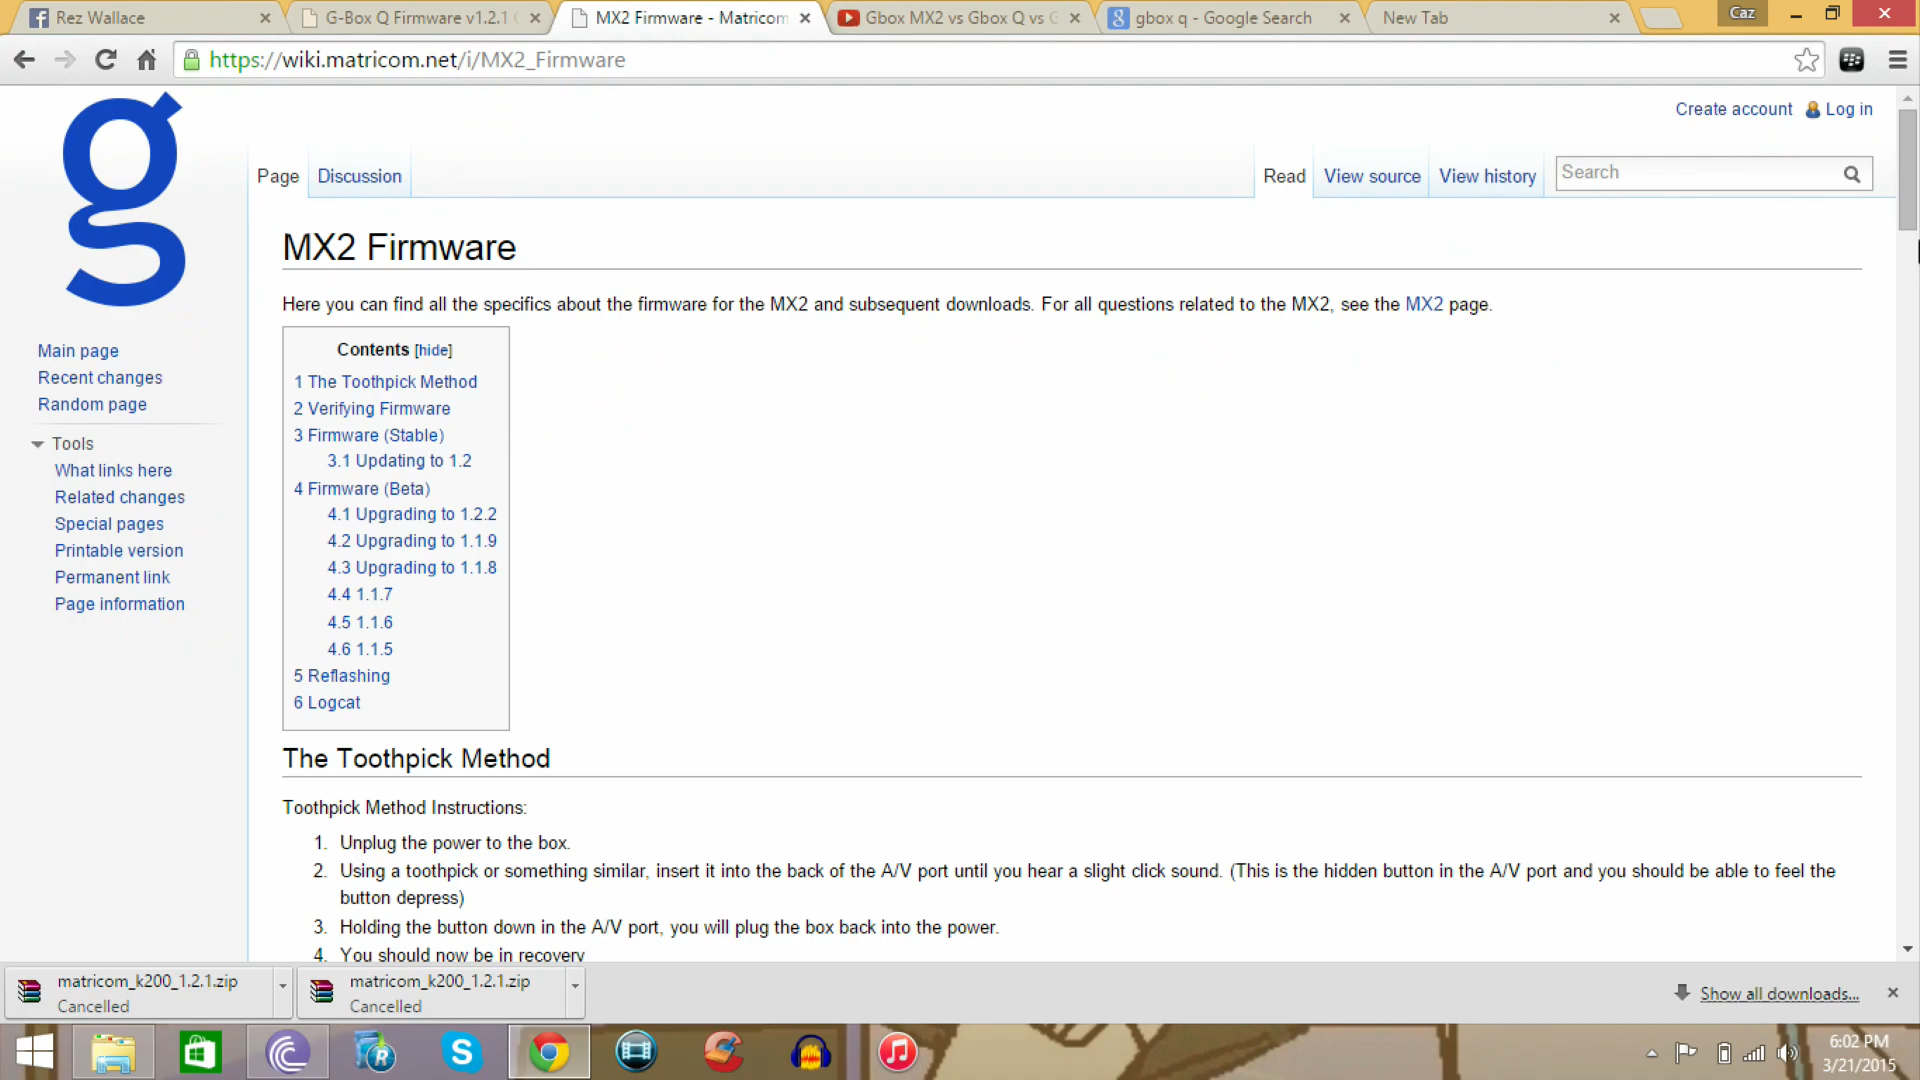 Rez Wallace
G-Box Q Firmware v1.2.1
MX2 Firmware - Matricom
Gbox MX2 vs Gbox Q vs G
gbox q - Google Search
New Tab
Caz
https://wiki.matricom.net/i/MX2_Firmware
g
Create account
Log in
Page
Discussion
Read
View source
View history
Search
MX2 Firmware
Here you can find all the specifics about the firmware for the MX2 and subsequent downloads. For all questions related to the MX2, see the MX2 page.
Main page
Recent changes
Random page
Tools
What links here
Related changes
Special pages
Printable version
Permanent link
Page information
Contents [hide]
1 The Toothpick Method
2 Verifying Firmware
3 Firmware (Stable)
3.1 Updating to 1.2
4 Firmware (Beta)
4.1 Upgrading to 1.2.2
4.2 Upgrading to 1.1.9
4.3 Upgrading to 1.1.8
4.4 1.1.7
4.5 1.1.6
4.6 1.1.5
5 Reflashing
6 Logcat
The Toothpick Method
Toothpick Method Instructions:
1. Unplug the power to the box.
2. Using a toothpick or something similar, insert it into the back of the A/V port until you hear a slight click sound. (This is the hidden button in the A/V port and you should be able to feel the
button depress)
3. Holding the button down in the A/V port, you will plug the box back into the power.
4. You should now be in recovery
matricom_k200_1.2.1.zip
Cancelled
matricom_k200_1.2.1.zip
Cancelled
Show all downloads...
6:02 PM
3/21/2015